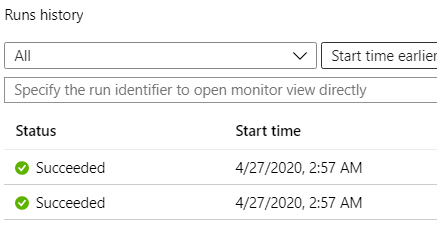 Runs history
All Start time earlier
Specify the run identifier to open monitor view directly
Status Start time
Succeeded 4/27/2020, 2:57 AM
Succeeded 4/27/2020, 2:57 AM